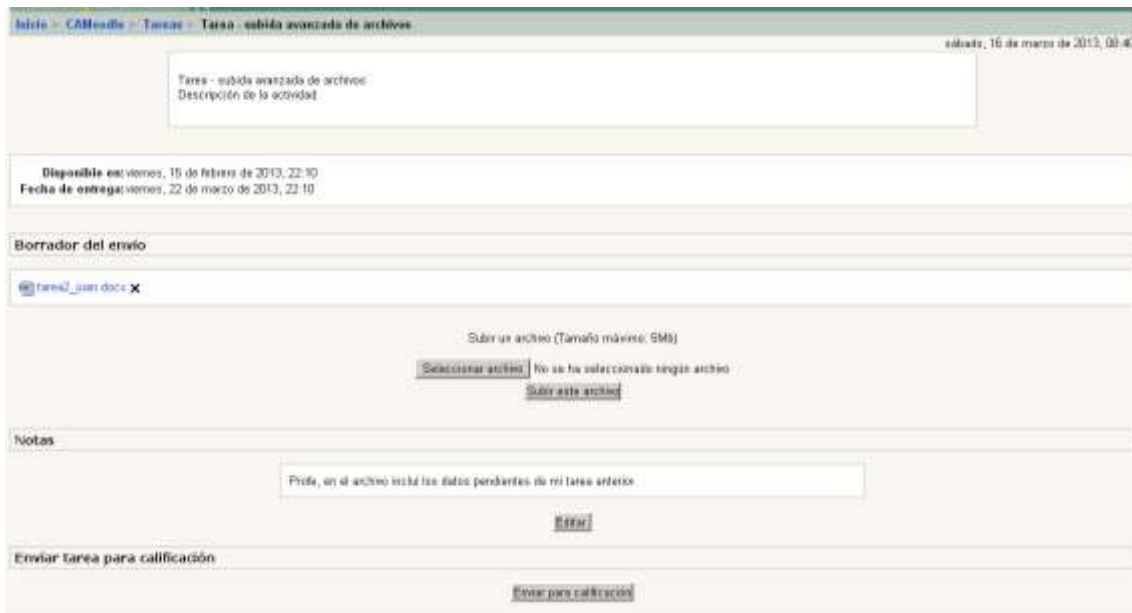 Inicio ► CAMoodle ► Tareas ► Tarea - subida avanzada de archivos
sábado, 16 de marzo de 2013, 08:4
Tarea - subida avanzada de archivos
Descripción de la actividad.
Disponible en: viernes, 15 de febrero de 2013, 22:10
Fecha de entrega: viernes, 22 de marzo de 2013, 22:10
Borrador del envío
docx ×
Subir un archivo (Tamaño máximo: 5Mb)
Seleccionar archivo No se ha seleccionado ningún archivo
Subir este archivo
Notas
Profe, en el archivo incluí los datos pendientes de mi tarea anterior.
Editar
Enviar tarea para calificación
Enviar para calificación